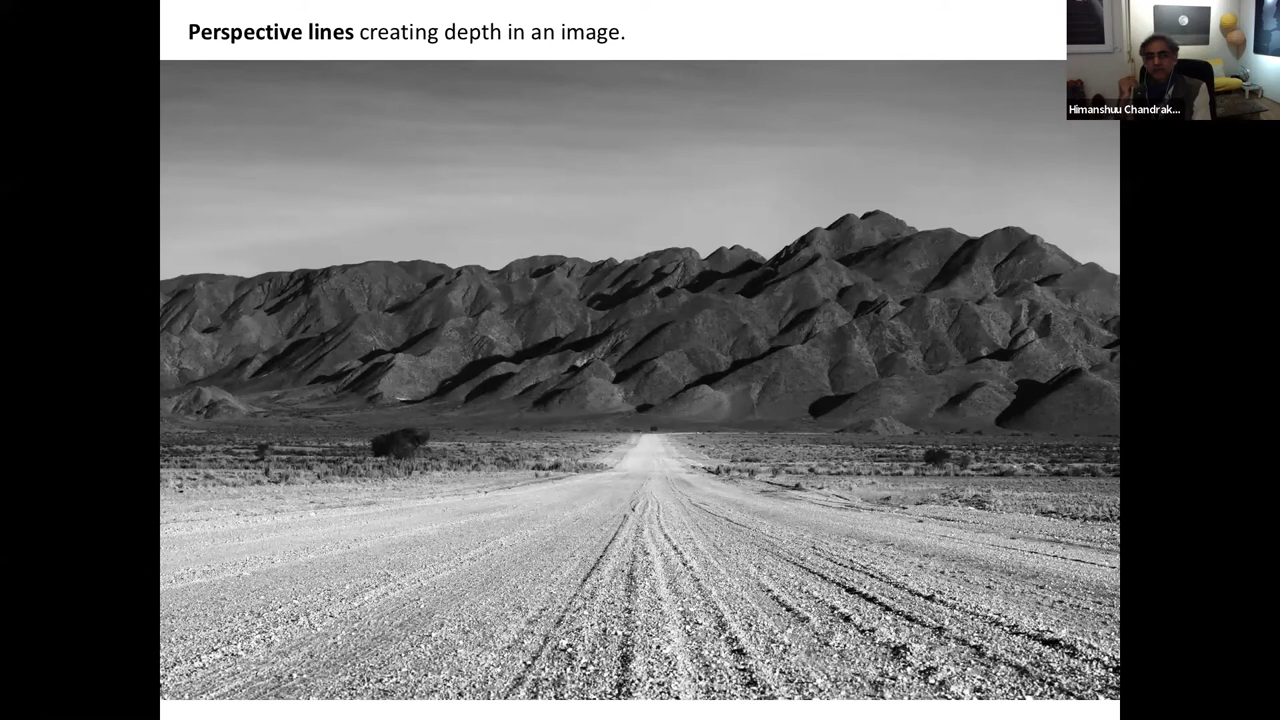 Perspective lines creating depth in an image.
Himanshuu Chandrak...